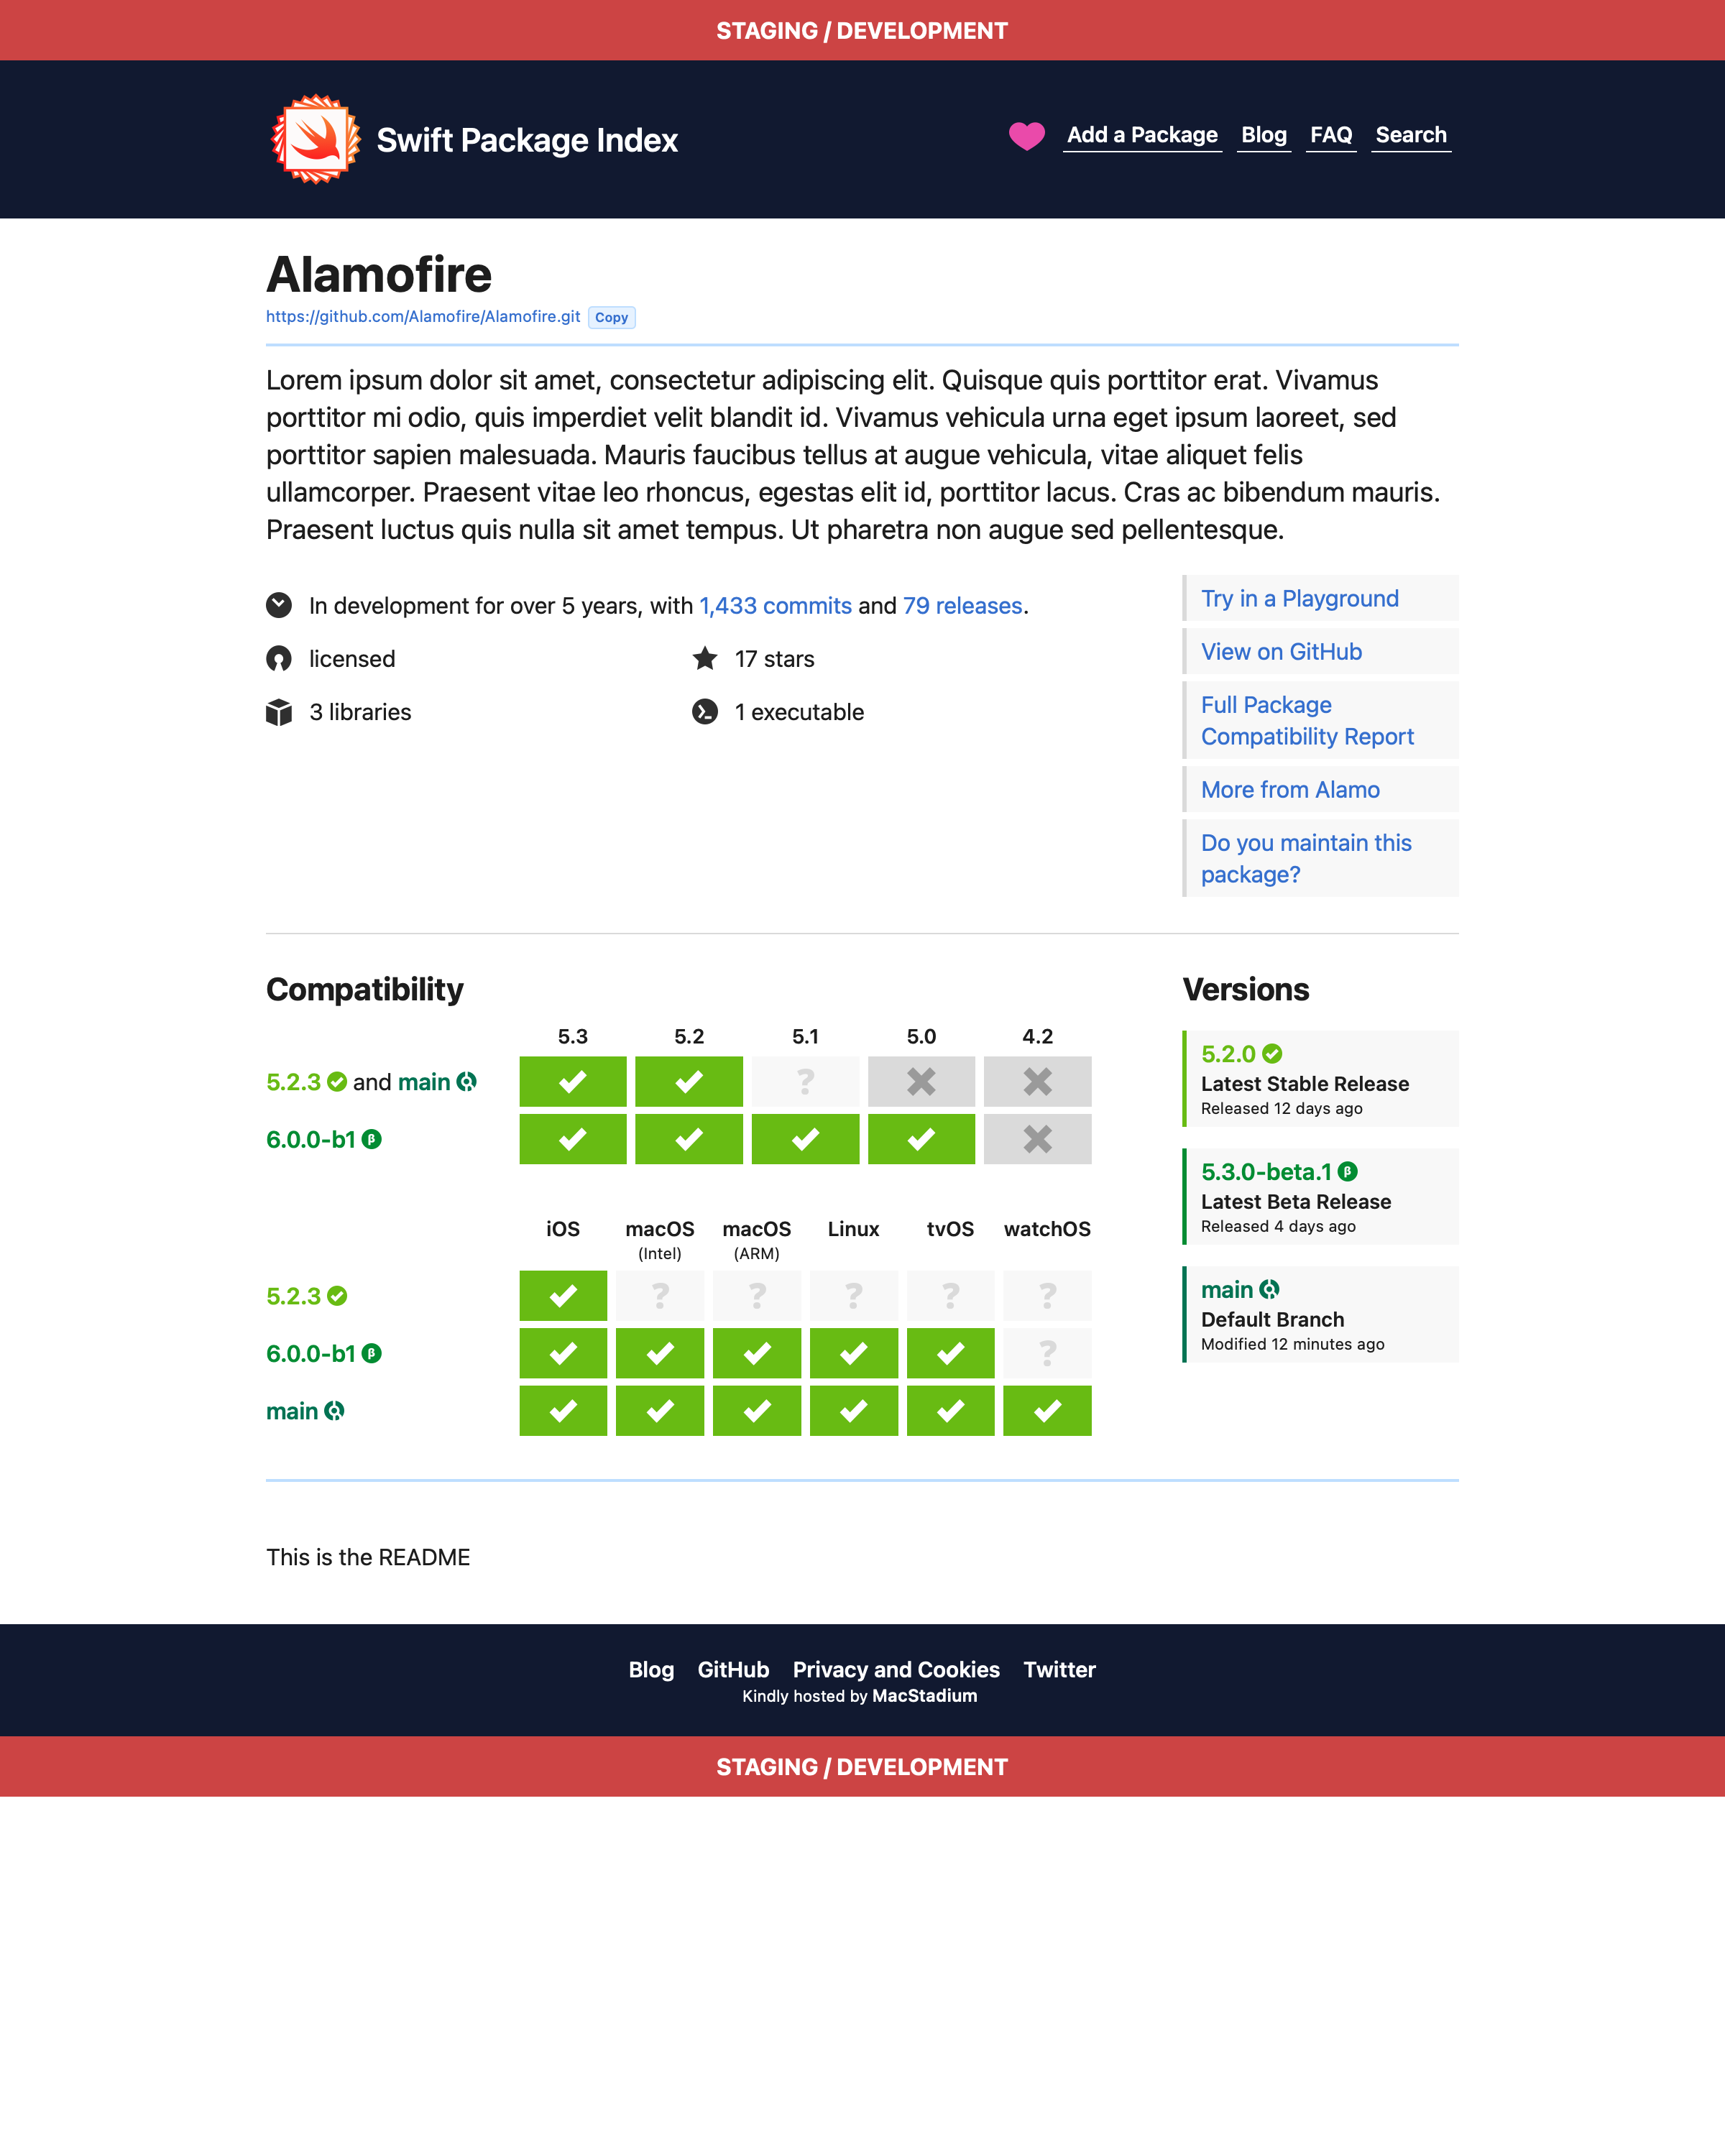 STAGING / DEVELOPMENT
Swift Package Index
Add a Package Blog FAQ Search
Alamofire
https://github.com/Alamofire/Alamofire.git Copy
Lorem ipsum dolor sit amet, consectetur adipiscing elit. Quisque quis porttitor erat. Vivamus
porttitor mi odio, quis imperdiet velit blandit id. Vivamus vehicula urna eget ipsum laoreet, sed
porttitor sapien malesuada. Mauris faucibus tellus at augue vehicula, vitae aliquet felis
ullamcorper. Praesent vitae leo rhoncus, egestas elit id, porttitor lacus. Cras ac bibendum mauris.
Praesent luctus quis nulla sit amet tempus. Ut pharetra non augue sed pellentesque.
In development for over 5 years, with 1,433 commits and 79 releases.
licensed 17 stars
3 libraries 1 executable
Try in a Playground
View on GitHub
Full Package
Compatibility Report
More from Alamo
Do you maintain this
package?
Compatibility
5.3 5.2 5.1 5.0 4.2
5.2.3 and main ?
6.0.0-b1 β
iOS macOS macOS Linux tvOS watchOS
(Intel) (ARM)
5.2.3 ? ? ? ? ?
6.0.0-b1 β ?
main
Versions
5.2.0
Latest Stable Release
Released 12 days ago
5.3.0-beta.1 β
Latest Beta Release
Released 4 days ago
main
Default Branch
Modified 12 minutes ago
This is the README
Blog GitHub Privacy and Cookies Twitter
Kindly hosted by MacStadium
STAGING / DEVELOPMENT